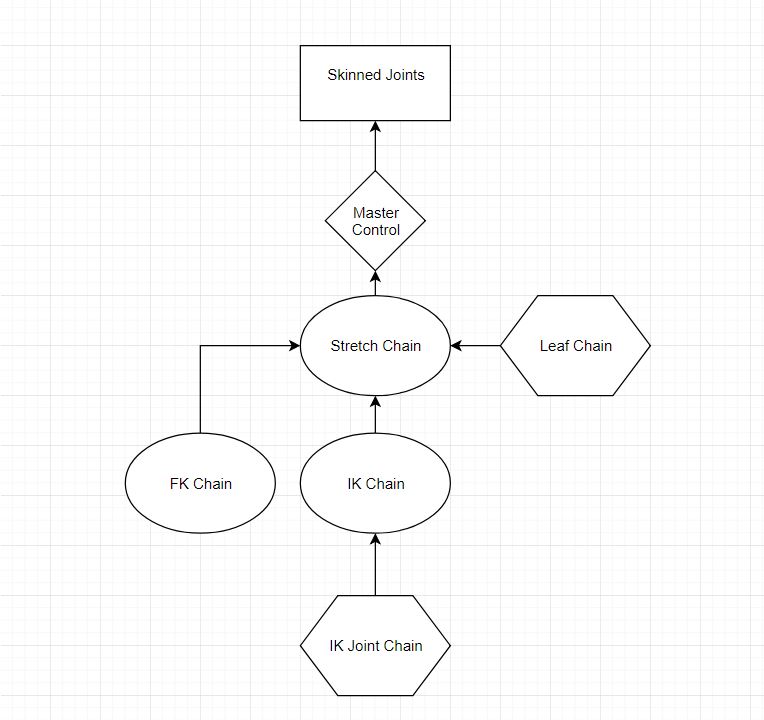 Skinned Joints
Master
Control
Stretch Chain
Leaf Chain
FK Chain
IK Chain
IK Joint Chain